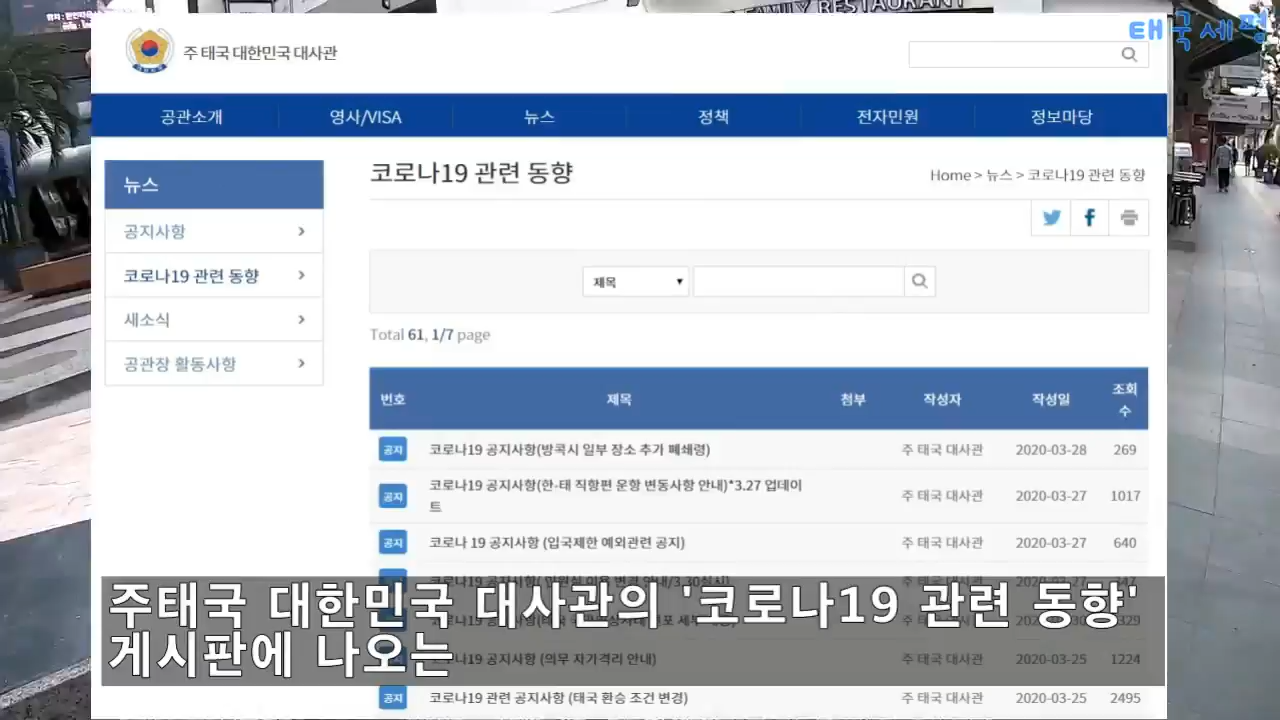 FAMILY RESTAURANT
태국세평
주 태국 대한민국 대사관
공관소개 영사/VISA 뉴스 정책 전자민원 정보마당
뉴스
코로나19 관련 동향
Home > 뉴스 > 코로나19 관련 동향
공지사항
코로나19 관련 동향
새소식
공관장 활동사항
제목
Total 61, 1/7 page
번호 제목 첨부 작성자 작성일 조회
수
공지 코로나19 공지사항(방콕시 일부 장소 추가 폐쇄령) 주 태국 대사관 2020-03-28 269
공지 코로나19 공지사항(한-태 직항편 운항 변동사항 안내)*3.27 업데이
트 주 태국 대사관 2020-03-27 1017
공지 코로나 19 공지사항 (입국제한 예외관련 공지) 주 태국 대사관 2020-03-27 640
주태국 대한민국 대사관의 '코로나19 관련 동향'
게시판에 나오는
코로나19 공지사항 (의무 자가격리 안내) 주 태국 대사관 2020-03-25 1224
공지 코로나19 관련 공지사항 (태국 환승 조건 변경) 주 태국 대사관 2020-03-25 2495